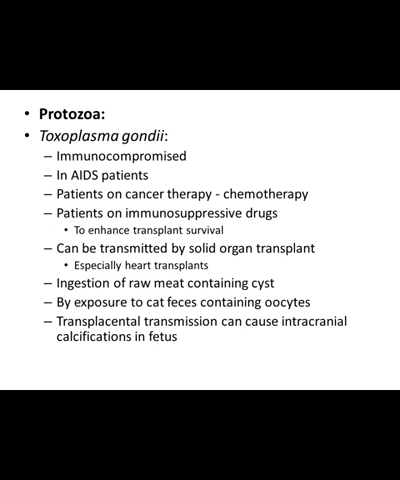 • Protozoa:
• Toxoplasma gondii:
– Immunocompromised
– In AIDS patients
– Patients on cancer therapy - chemotherapy
– Patients on immunosuppressive drugs
• To enhance transplant survival
– Can be transmitted by solid organ transplant
• Especially heart transplants
– Ingestion of raw meat containing cyst
– By exposure to cat feces containing oocytes
– Transplacental transmission can cause intracranial
calcifications in fetus